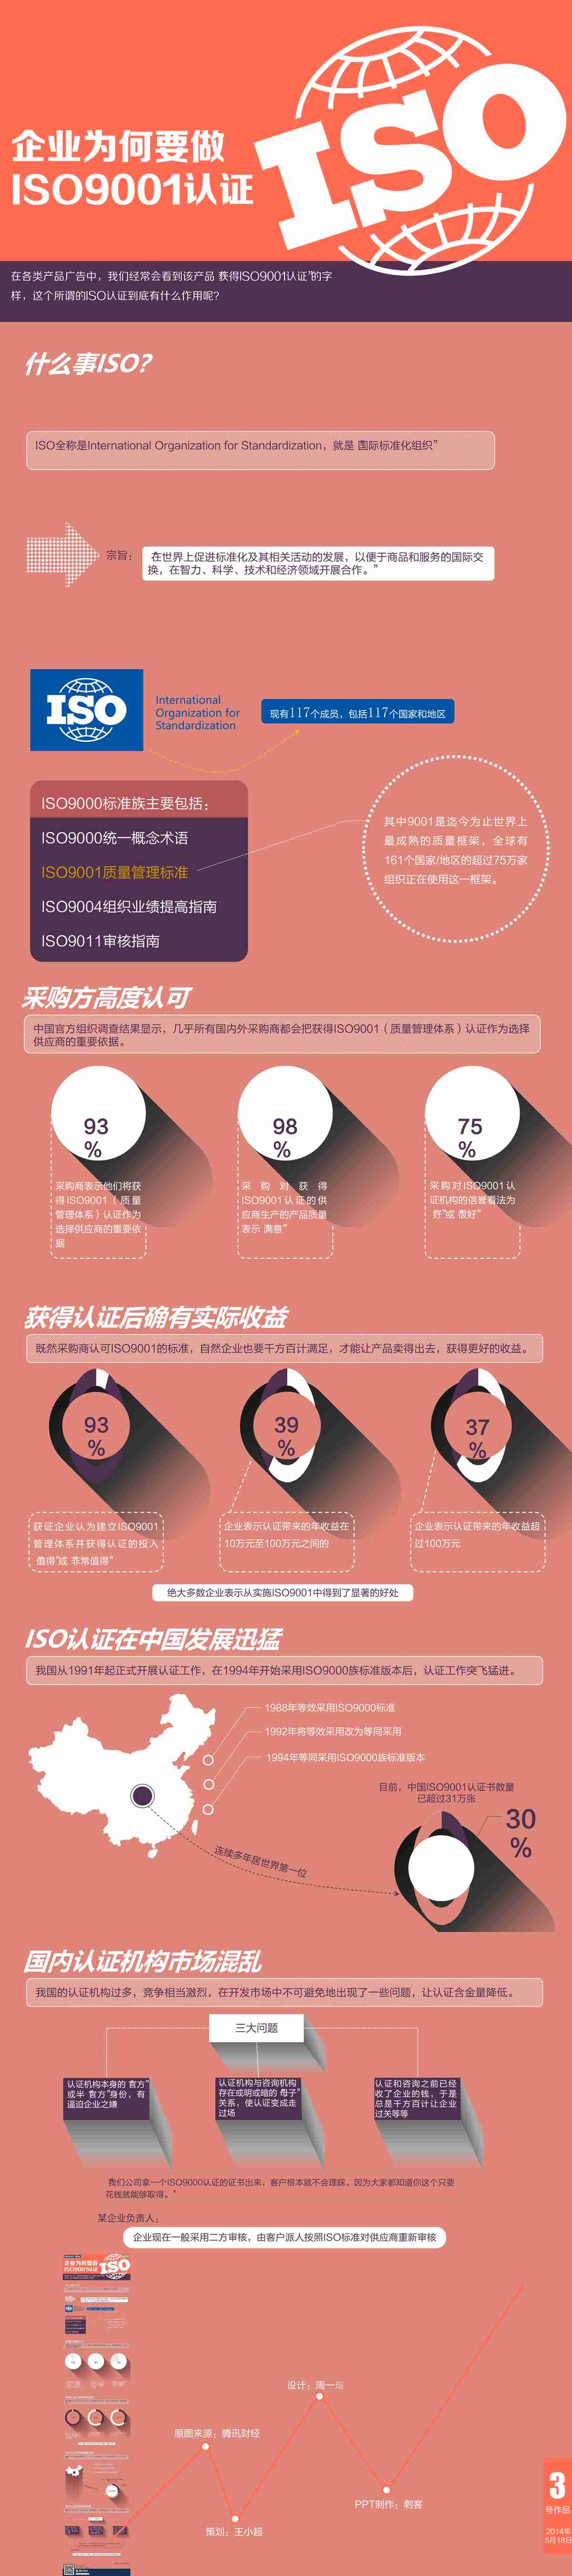 ISO
企业为何要做
ISO9001认证
在各类产品广告中，我们经常会看到该产品“获得ISO9001认证”的字
样，这个所谓的ISO认证到底有什么作用呢？
什么事ISO？
ISO全称是International Organization for Standardization，就是“国际标准化组织”
宗旨：
“在世界上促进标准化及其相关活动的发展，以便于商品和服务的国际交
换，在智力、科学、技术和经济领域开展合作。”
ISO
International
Organization for
Standardization
现有117个成员，包括117个国家和地区
ISO9000标准族主要包括：
ISO9000统一概念术语
ISO9001质量管理标准
ISO9004组织业绩提高指南
ISO9011审核指南
其中9001是迄今为止世界上
最成熟的质量框架，全球有
161个国家/地区的超过75万家
组织正在使用这一框架。
采购方高度认可
中国官方组织调查结果显示，几乎所有国内外采购商都会把获得ISO9001（质量管理体系）认证作为选择
供应商的重要依据。
93
%
采购商表示他们将获
得ISO9001（质量
管理体系）认证作为
选择供应商的重要依
据
98
%
采购对获得
ISO9001认证的供
应商生产的产品质量
表示“满意”
75
%
采购对ISO9001认
证机构的信誉看法为
“好”或“很好”
获得认证后确有实际收益
既然采购商认可ISO9001的标准，自然企业也要千方百计满足，才能让产品卖得出去，获得更好的收益。
93
%
获证企业认为建立ISO9001
管理体系并获得认证的投入
“值得”或“非常值得”
39
%
企业表示认证带来的年收益在
10万元至100万元之间的
37
%
企业表示认证带来的年收益超
过100万元
绝大多数企业表示从实施ISO9001中得到了显著的好处
ISO认证在中国发展迅猛
我国从1991年起正式开展认证工作，在1994年开始采用ISO9000族标准版本后，认证工作突飞猛进。
1988年等效采用ISO9000标准
1992年将等效采用改为等同采用
1994年等同采用ISO9000族标准版本
目前，中国ISO9001认证书数量
已超过31万张
30
%
连续多年居世界第一位
国内认证机构市场混乱
我国的认证机构过多，竞争相当激烈，在开发市场中不可避免地出现了一些问题，让认证含金量降低。
三大问题
认证机构本身的“官方”
或半“官方”身份，有
逼迫企业之嫌
认证机构与咨询机构
存在或明或暗的“母子”
关系，使认证变成走
过场
认证和咨询之前已经
收了企业的钱，于是
总是千方百计让企业
过关等等
“我们公司拿一个ISO9000认证的证书出来，客户根本就不会理睬。因为大家都知道你这个只要
花钱就能够取得。”
某企业负责人：
企业现在一般采用二方审核，由客户派人按照ISO标准对供应商重新审核
企业为何要做
ISO9001认证
ISO
设计：周一翔
原图来源：腾讯财经
PPT制作：刺客
策划：王小超
3
号作品
2014年
5月18日